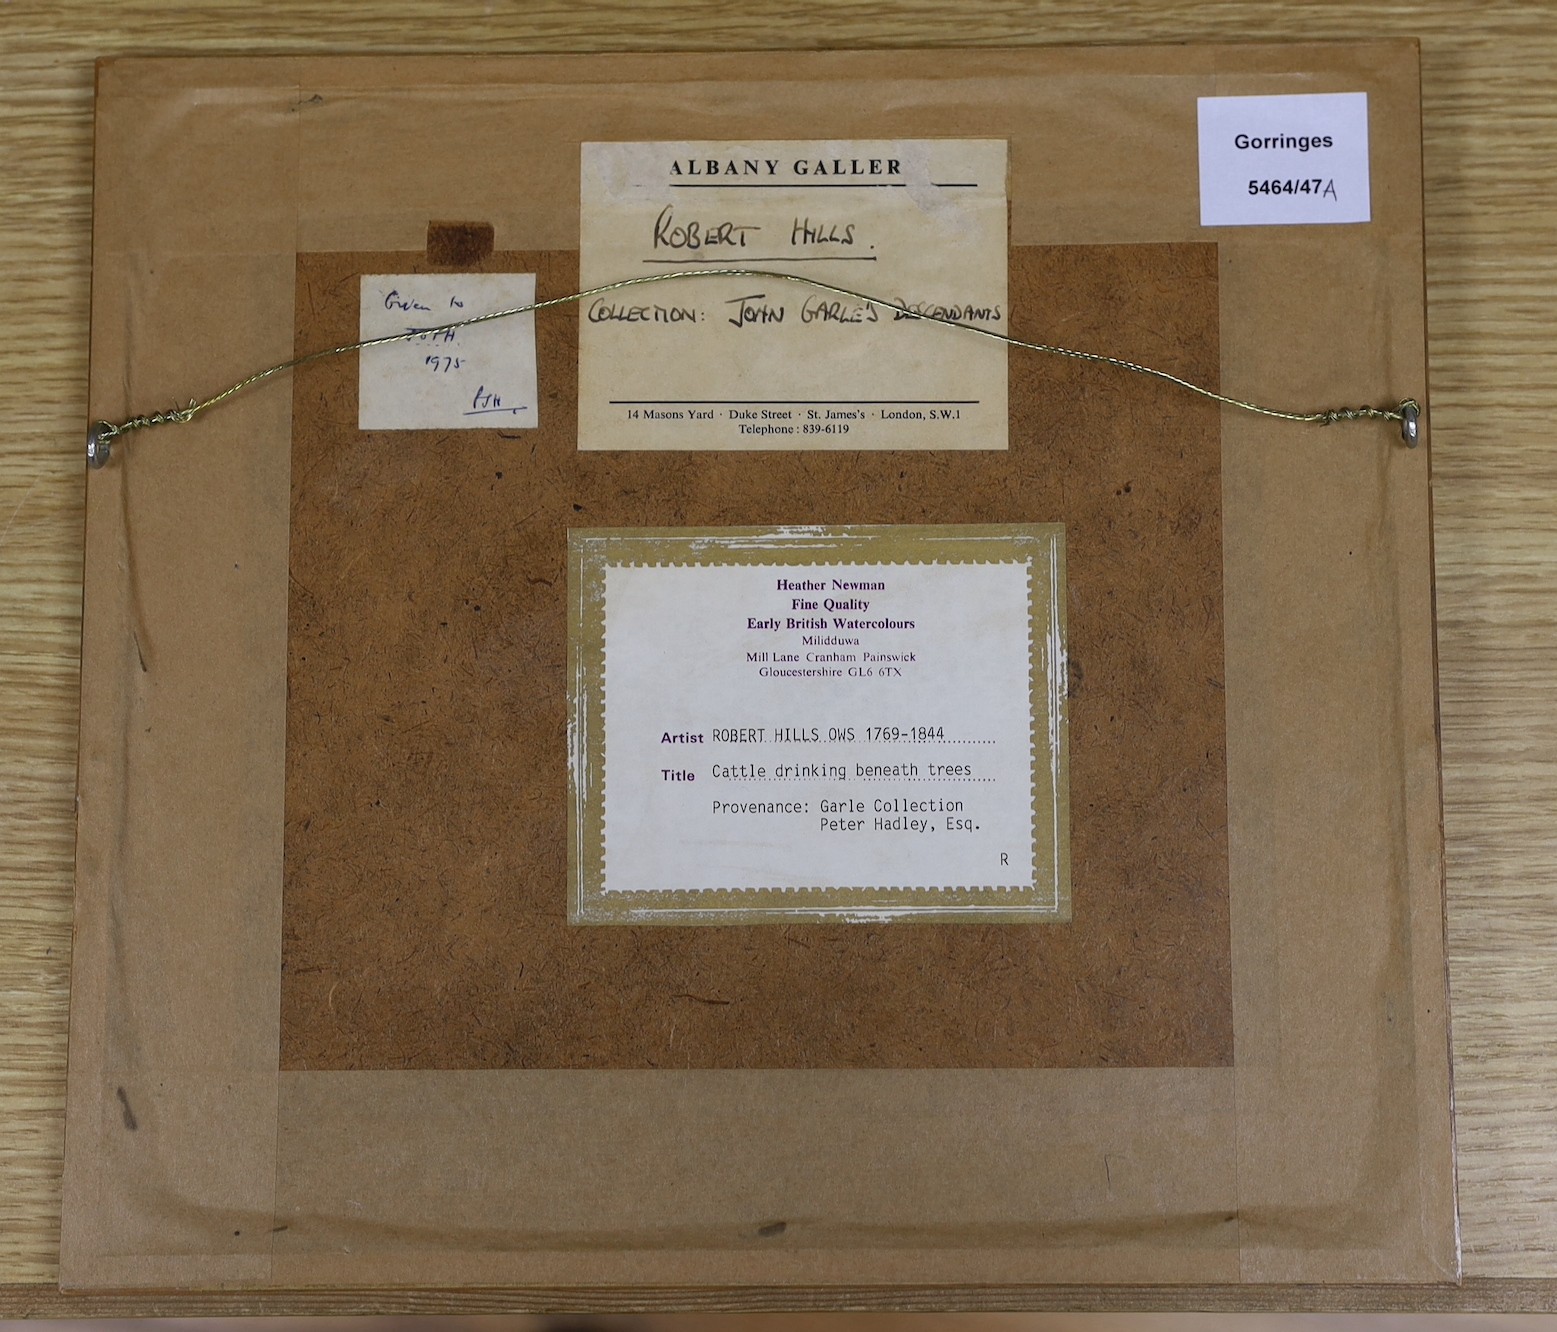 Gorringes
5464/47A
ALBANY GALLER
ROBERT HILLS.
COLLECTION: JOHN GARLE'S DESCENDANTS
14 Masons Yard · Duke Street · St. James's · London, S.W.1
Telephone: 839-6119
Given to
1975
PJH
Heather Newman
Fine Quality
Early British Watercolours
Milidduwa
Mill Lane Cranham Painswick
Gloucestershire GL6 6TX
Artist ROBERT HILLS OWS 1769-1844
Title Cattle drinking beneath trees
Provenance: Garle Collection
Peter Hadley, Esq.
R